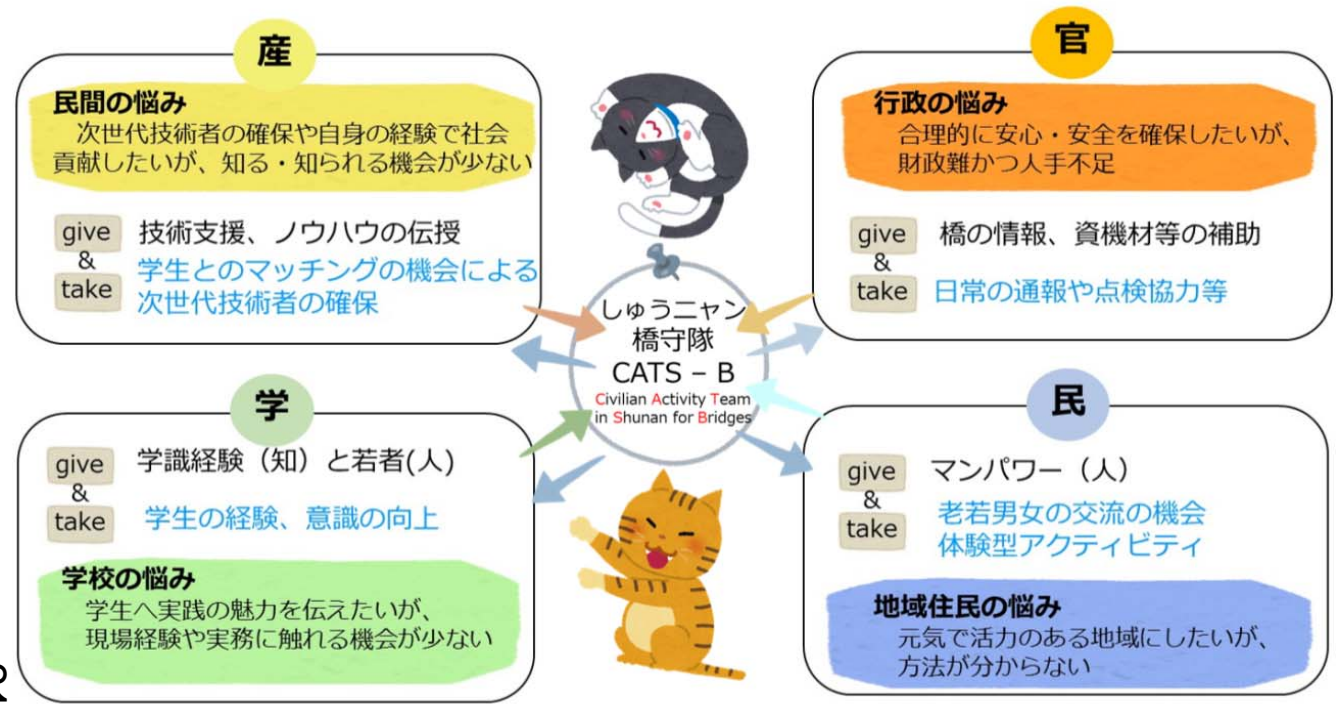 産
民間の悩み
次世代技術者の確保や自身の経験で社会
貢献したいが、知る・知られる機会が少ない
give
&
take
技術支援、ノウハウの伝授
学生とのマッチングの機会による
次世代技術者の確保
官
行政の悩み
合理的に安心・安全を確保したいが、
財政難かつ人手不足
give
&
take
橋の情報、資機材等の補助
日常の通報や点検協力等
しゅうニャン
橋守隊
CATS – B
Civilian Activity Team
in Shunan for Bridges
学
give
&
take
学識経験（知）と若者(人)
学生の経験、意識の向上
学校の悩み
学生へ実践の魅力を伝えたいが、
現場経験や実務に触れる機会が少ない
民
give
&
take
マンパワー（人）
老若男女の交流の機会
体験型アクティビティ
地域住民の悩み
元気で活力のある地域にしたいが、
方法が分からない